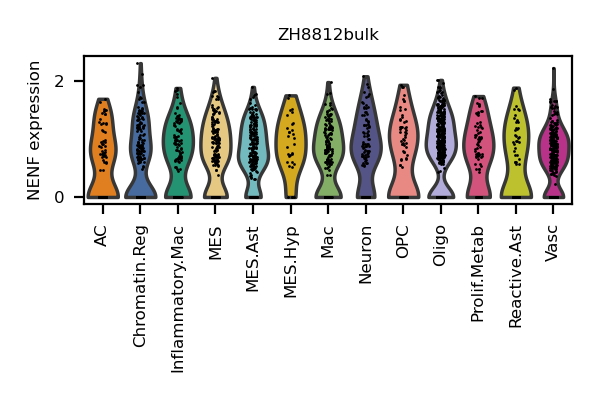 ZH8812bulk
NENF expression
2
0
AC
Chromatin.Reg
Inflammatory.Mac
MES
MES.Ast
MES.Hyp
Mac
Neuron
OPC
Oligo
Prolif.Metab
Reactive.Ast
Vasc